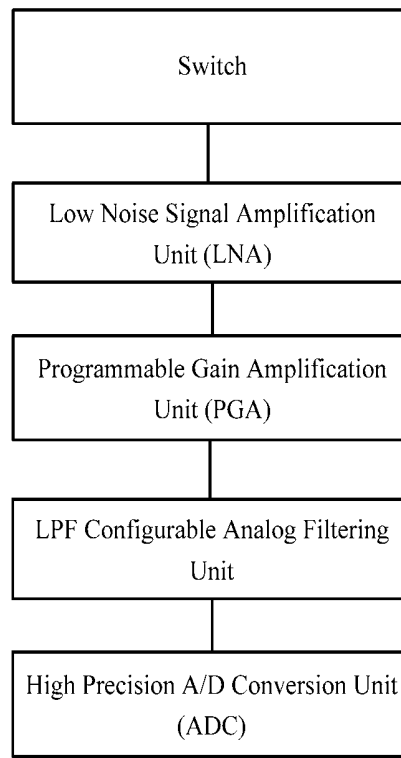 Switch
Low Noise Signal Amplification
Unit (LNA)
Programmable Gain Amplification
Unit (PGA)
LPF Configurable Analog Filtering
Unit
High Precision A/D Conversion Unit
(ADC)